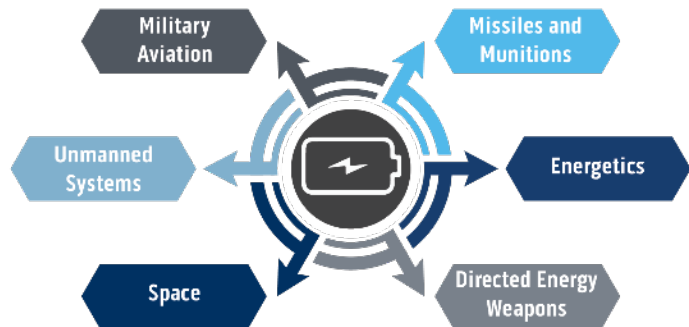 Military
Aviation
Missiles and
Munitions
Unmanned
Systems
Energetics
Space
Directed Energy
Weapons